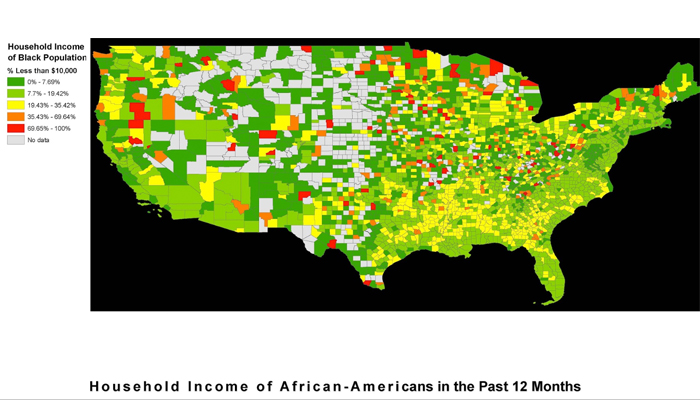 Household Income
of Black Population
% Less than $10,000
0% - 7.69%
7.7% - 19.42%
19.43% - 35.42%
35.43% - 69.64%
69.65% - 100%
No data
Household Income of African-Americans in the Past 12 Months